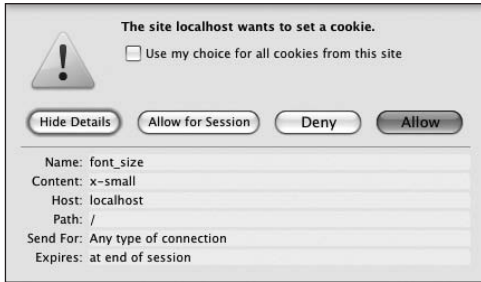 The site localhost wants to set a cookie.
Use my choice for all cookies from this site
Hide Details Allow for Session Deny Allow
Name: font_size
Content: x-small
Host: localhost
Path: /
Send For: Any type of connection
Expires: at end of session